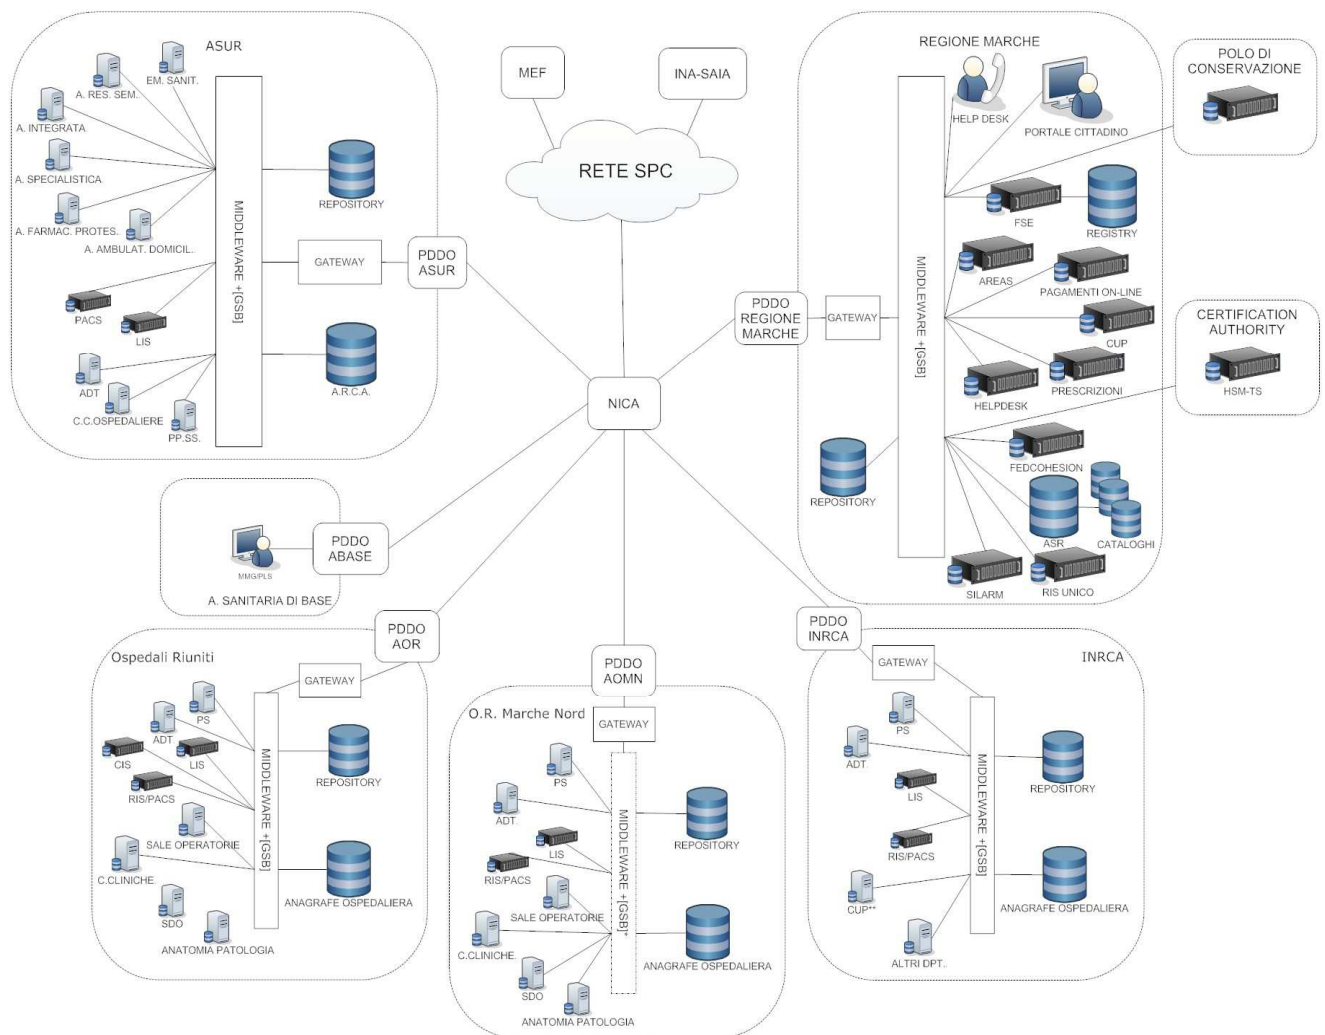 ASUR
EM. SANIT.
A. RES. SEM.
A. INTEGRATA
A. SPECIALISTICA
A. FARMAC. PROTES.
A. AMBULAT. DOMICIL.
PACS
LIS
ADT
C.C.OSPEDALIERE
PP.SS.
MIDDLEWARE +[GSB]
REPOSITORY
GATEWAY
A.R.C.A.
PDDO
ASUR
MEF
INA-SAIA
RETE SPC
NICA
REGIONE MARCHE
HELP DESK
PORTALE CITTADINO
FSE
REGISTRY
AREAS
PAGAMENTI ON-LINE
CUP
PRESCRIZIONI
HELPDESK
FEDCOHESION
ASR
CATALOGHI
SILARM
RIS UNICO
MIDDLEWARE +[GSB]
PDDO
REGIONE
MARCHE
GATEWAY
REPOSITORY
POLO DI
CONSERVAZIONE
CERTIFICATION
AUTHORITY
HSM-TS
MMG/PLS
PDDO
ABASE
A. SANITARIA DI BASE
PDDO
AOR
Ospedali Riuniti
GATEWAY
PS
ADT
CIS
LIS
RIS/PACS
SALE OPERATORIE
C.CLINICHE
SDO
ANATOMIA PATOLOGIA
MIDDLEWARE +[GSB]
REPOSITORY
ANAGRAFE OSPEDALIERA
PDDO
AOMN
O.R. Marche Nord
GATEWAY
PS
ADT.
LIS
RIS/PACS
SALE OPERATORIE
C.CLINICHE.
SDO
ANATOMIA PATOLOGIA
MIDDLEWARE +[GSB]*
REPOSITORY
ANAGRAFE OSPEDALIERA
PDDO
INRCA
INRCA
GATEWAY
PS
ADT.
LIS
RIS/PACS
CUP**
ALTRI DPT..
MIDDLEWARE +[GSB]
REPOSITORY
ANAGRAFE OSPEDALIERA